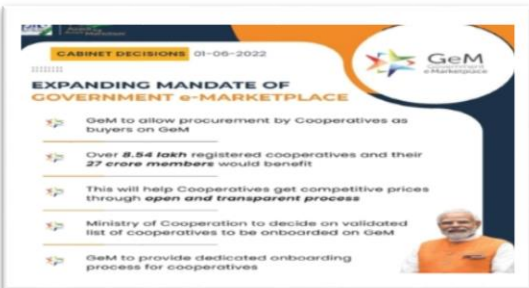 CABINET DECISIONS 01-06-2022
GeM
Government
e-Marketplace
EXPANDING MANDATE OF
GOVERNMENT e-MARKETPLACE
GeM to allow procurement by Cooperatives as
buyers on GeM
Over 8.54 lakh registered cooperatives and their
27 crore members would benefit
This will help Cooperatives get competitive prices
through open and transparent process
Ministry of Cooperation to decide on validated
list of cooperatives to be onboarded on GeM
GeM to provide dedicated onboarding
process for cooperatives